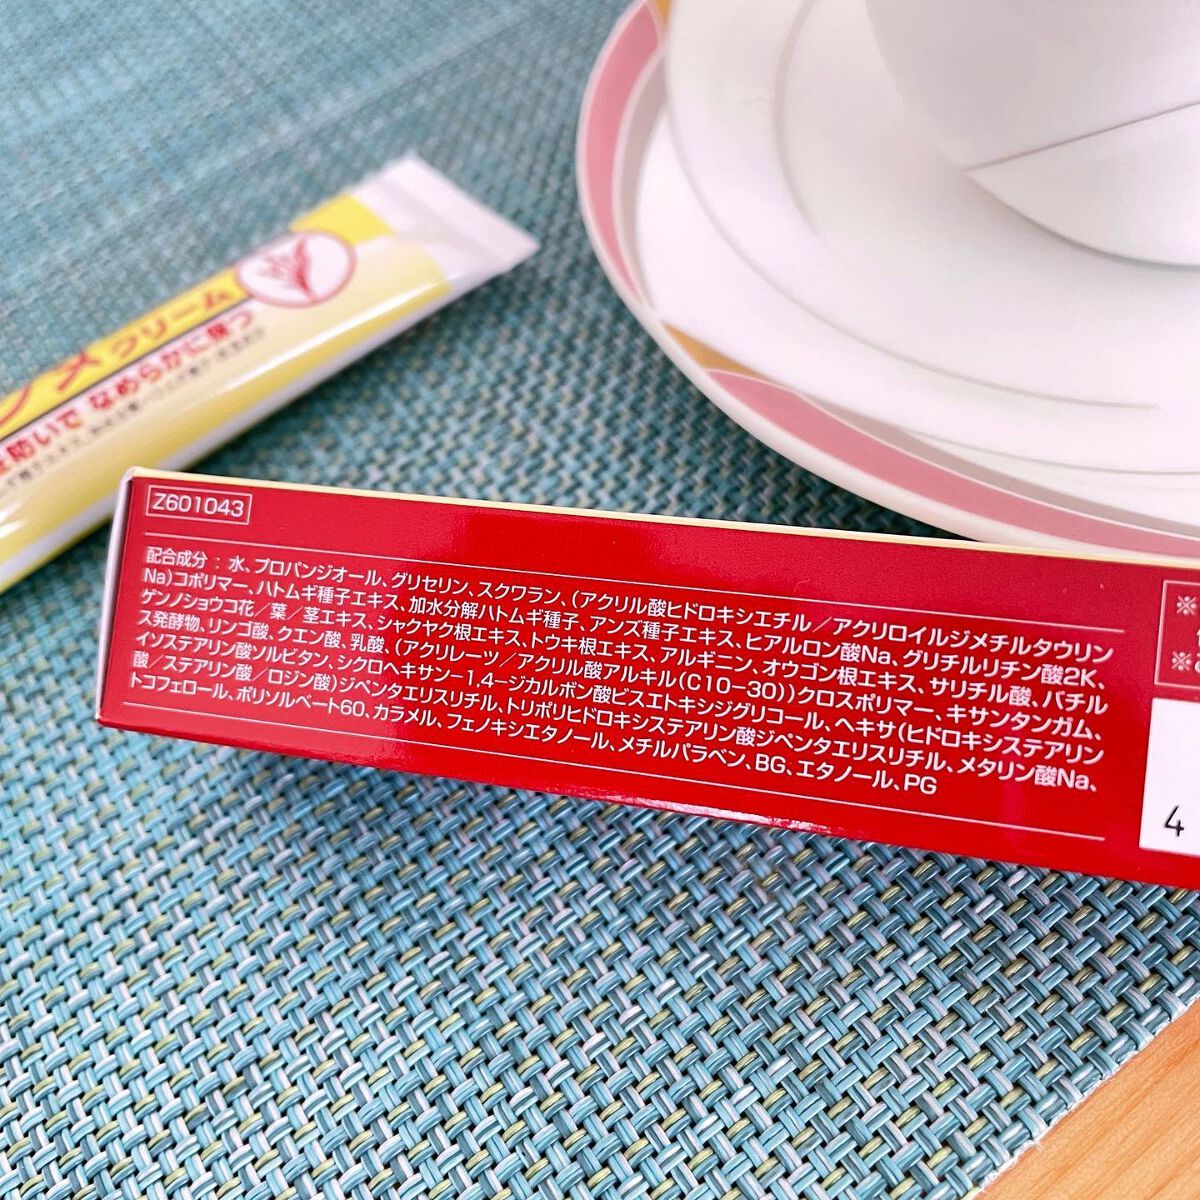 ンズ クリーム
防いで なめらかに保つ
Z601043
配合成分：水、プロパンジオール、グリセリン、スクワラン、(アクリル酸ヒドロキシエチル／アクリロイルジメチルタウリン
Na)コポリマー、ハトムギ種子エキス、加水分解ハトムギ種子、アンズ種子エキス、ヒアルロン酸Na、グリチルリチン酸2K、
ゲンノショウコ花／葉／茎エキス、シャクヤク根エキス、トウキ根エキス、アルギニン、オウゴン根エキス、サリチル酸、バチル
ス発酵物、リンゴ酸、クエン酸、乳酸、(アクリレーツ／アクリル酸アルキル(C10-30))クロスポリマー、キサンタンガム、
イソステアリン酸ソルビタン、シクロヘキサン-1,4-ジカルボン酸ビスエトキシジグリコール、ヘキサ(ヒドロキシステアリン
酸／ステアリン酸／ロジン酸)ジペンタエリスリチル、トリポリヒドロキシステアリン酸ジペンタエリスリチル、メタリン酸Na、
トコフェロール、ポリソルベート60、カラメル、フェノキシエタノール、メチルパラベン、BG、エタノール、PG
※
※
4